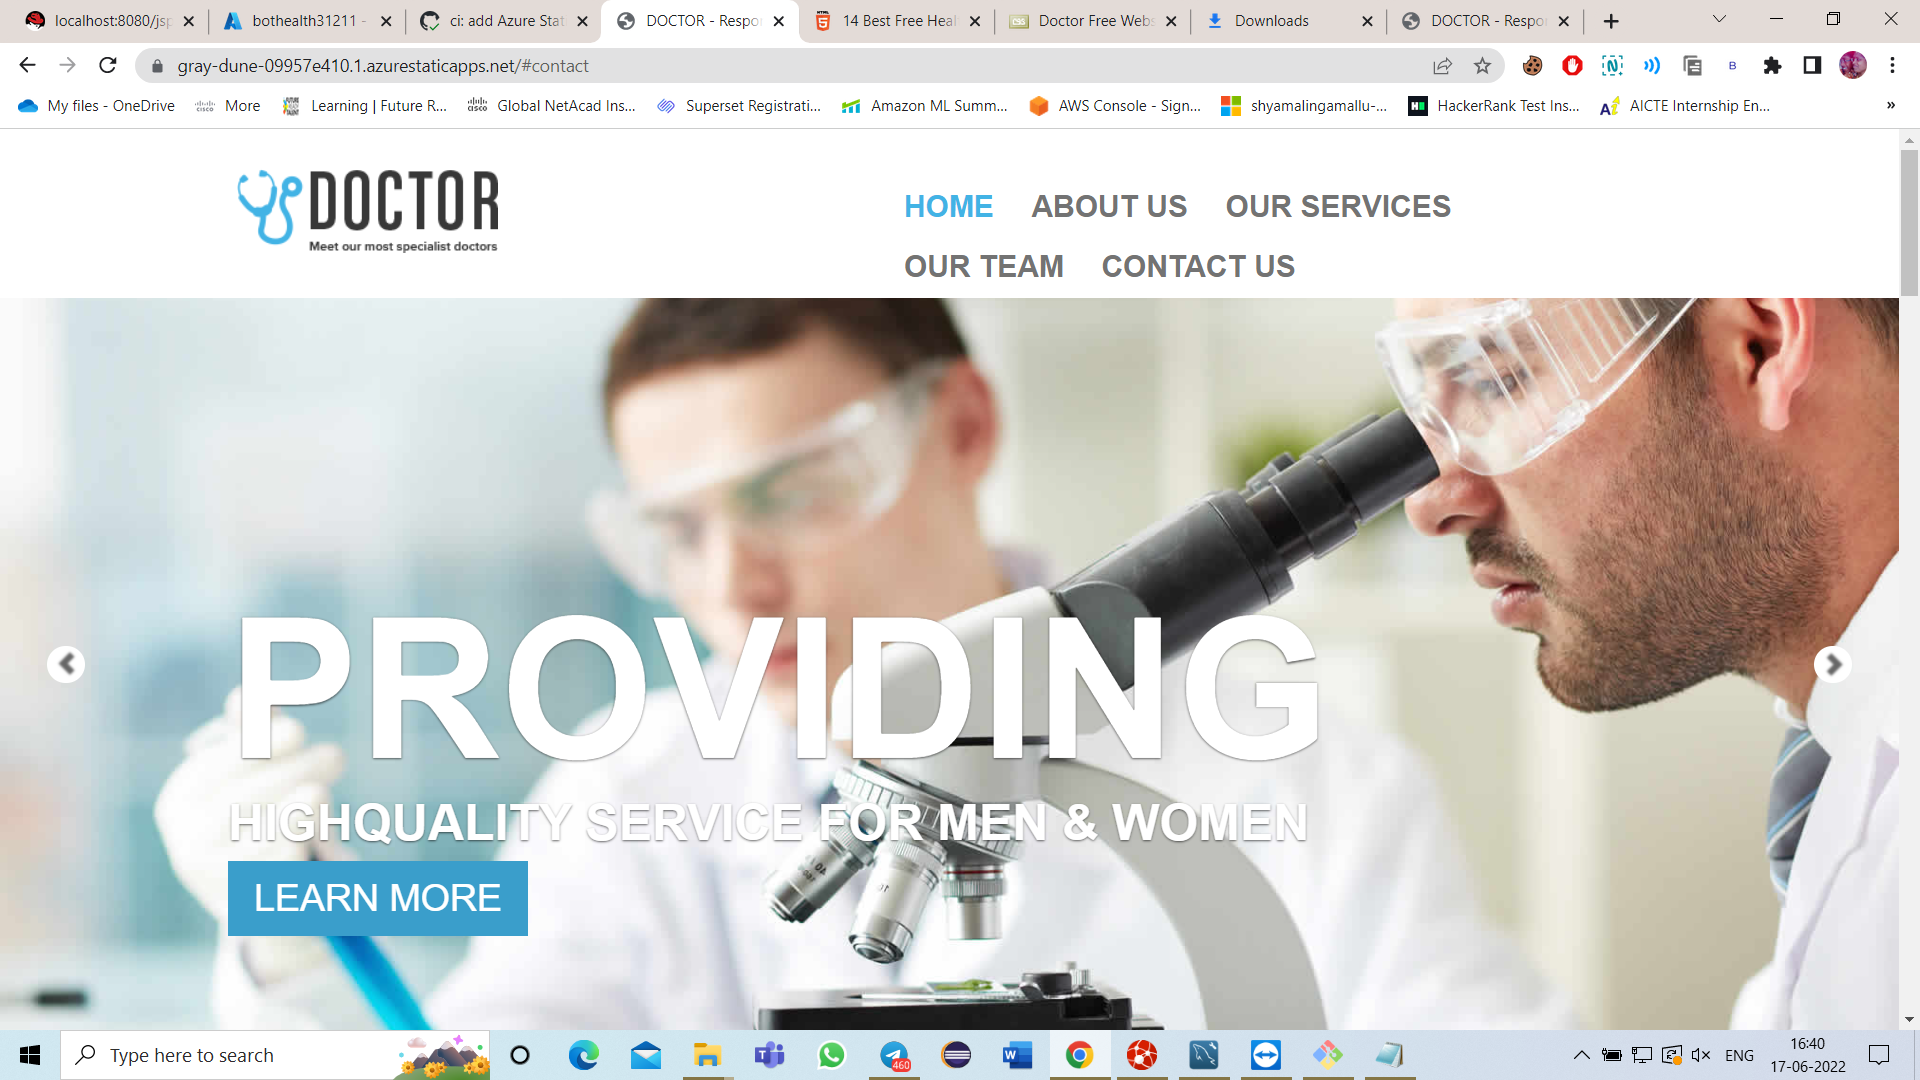 localhost:8080/jsp
bothealth31211 -
ci: add Azure Stat
DOCTOR - Respo
14 Best Free Heal
Doctor Free Webs
Downloads
DOCTOR - Respo
gray-dune-09957e410.1.azurestaticapps.net/#contact
My files - OneDrive
More
Learning | Future R...
Global NetAcad Ins...
Superset Registrati...
Amazon ML Summ...
AWS Console - Sign...
shyamalingamallu-...
HackerRank Test Ins...
AICTE Internship En...
»
DOCTOR
Meet our most specialist doctors
HOME ABOUT US OUR SERVICES
OUR TEAM CONTACT US
PROVIDING
HIGHQUALITY SERVICE FOR MEN & WOMEN
LEARN MORE
Type here to search
460
ENG
16:40
17-06-2022